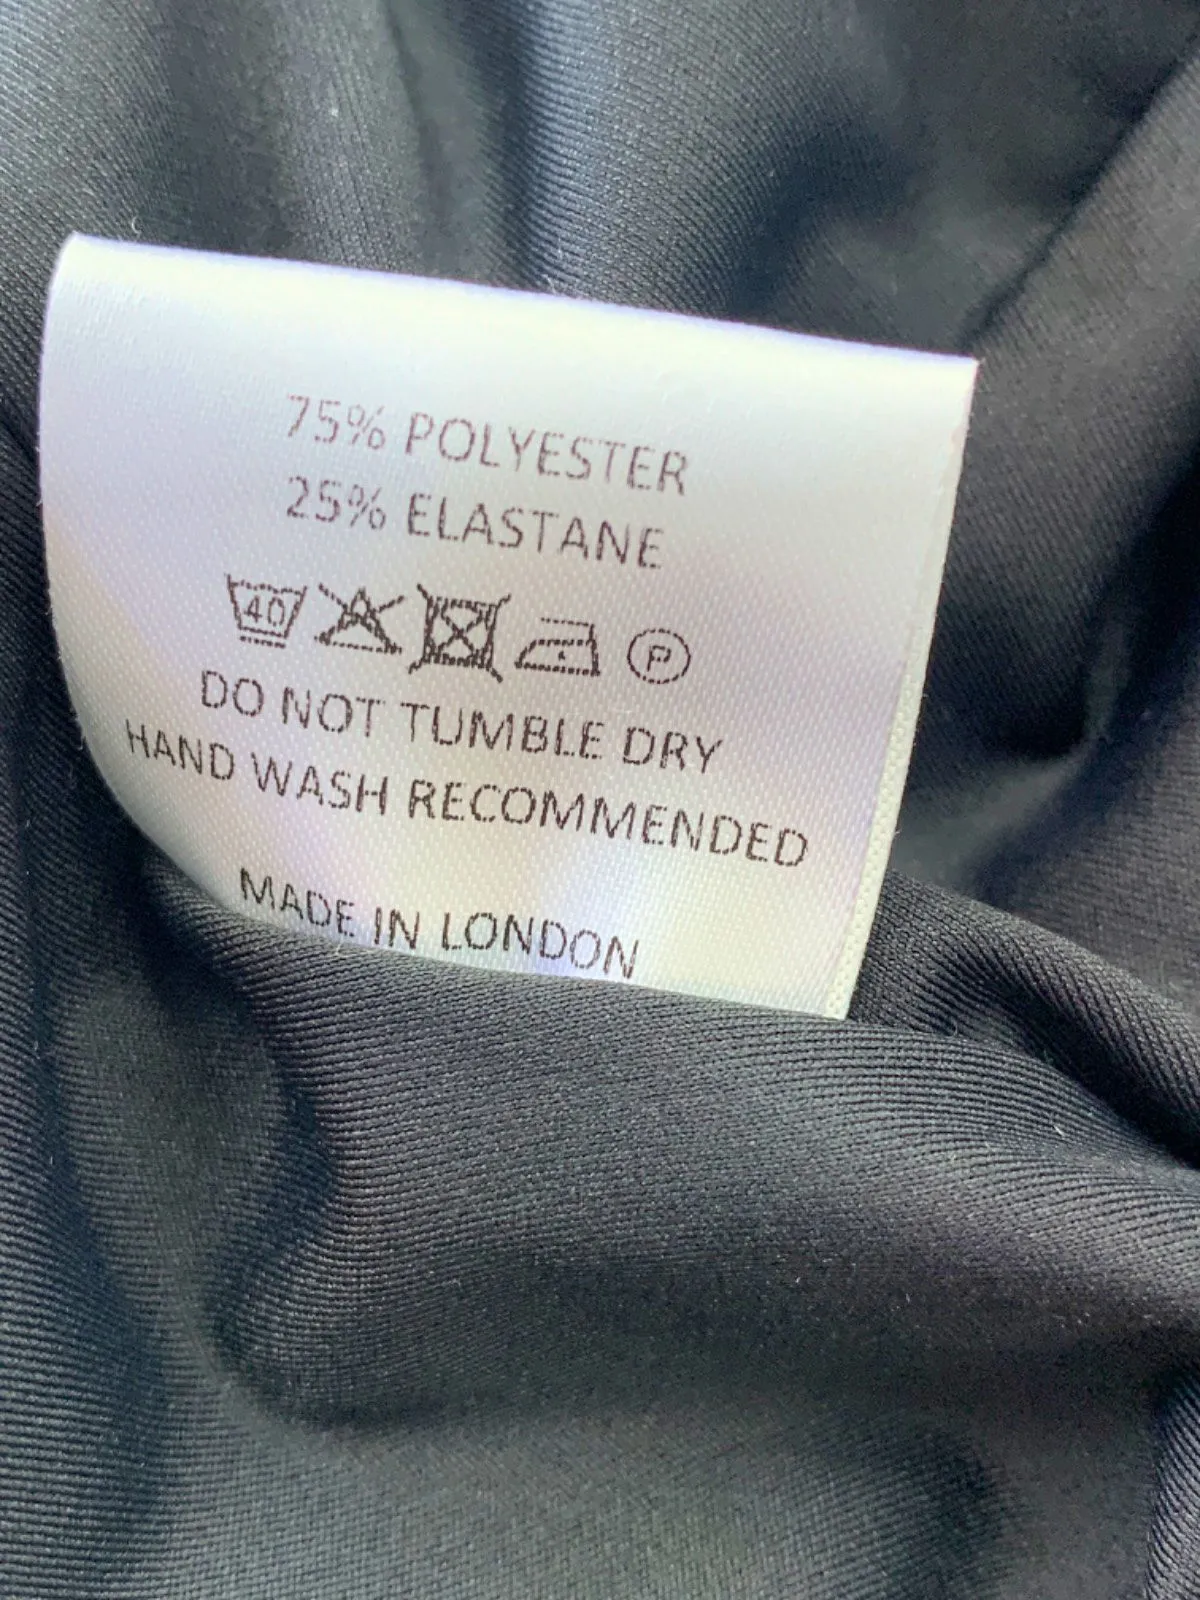 75% POLYESTER
25% ELASTANE
40 P
DO NOT TUMBLE DRY
HAND WASH RECOMMENDED
MADE IN LONDON